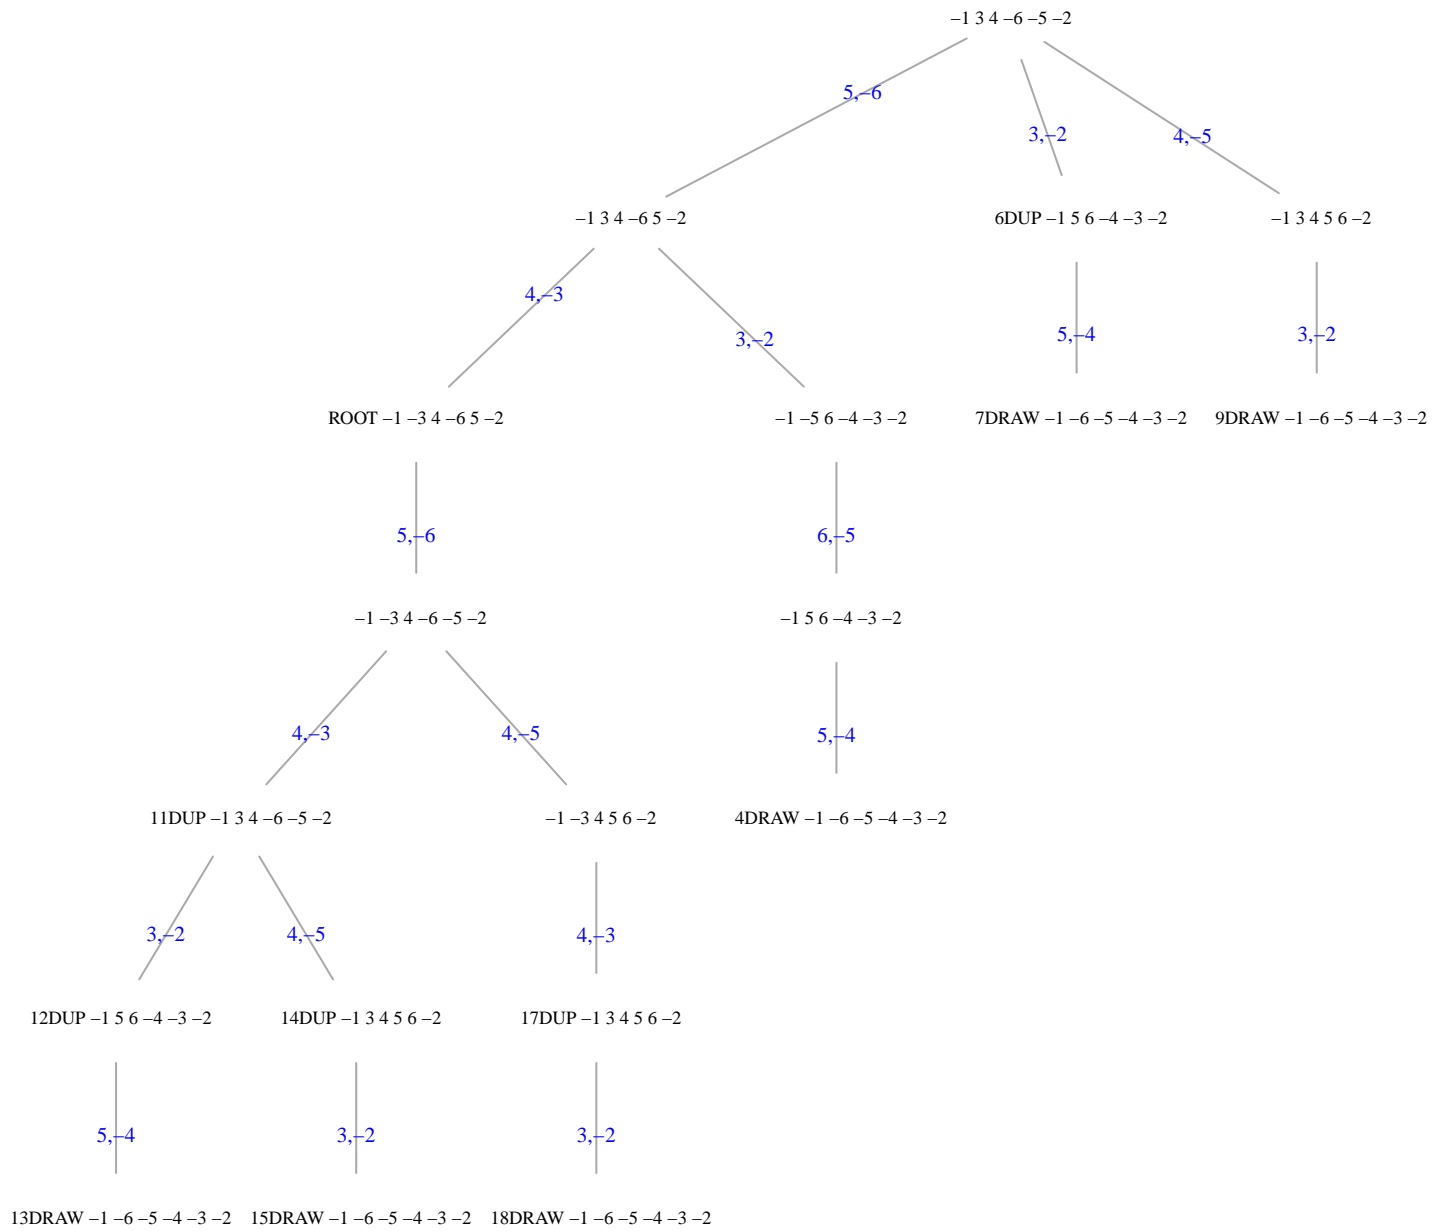 –1 3 4 –6 –5 –2
5,–6
3,–2
4,–5
–1 3 4 –6 5 –2
6DUP –1 5 6 –4 –3 –2
–1 3 4 5 6 –2
4,–3
3,–2
5,–4
3,–2
ROOT –1 –3 4 –6 5 –2
–1 –5 6 –4 –3 –2
7DRAW –1 –6 –5 –4 –3 –2
9DRAW –1 –6 –5 –4 –3 –2
5,–6
6,–5
–1 –3 4 –6 –5 –2
–1 5 6 –4 –3 –2
4,–3
4,–5
5,–4
11DUP –1 3 4 –6 –5 –2
–1 –3 4 5 6 –2
4DRAW –1 –6 –5 –4 –3 –2
3,–2
4,–5
4,–3
12DUP –1 5 6 –4 –3 –2
14DUP –1 3 4 5 6 –2
17DUP –1 3 4 5 6 –2
5,–4
3,–2
3,–2
13DRAW –1 –6 –5 –4 –3 –2
15DRAW –1 –6 –5 –4 –3 –2
18DRAW –1 –6 –5 –4 –3 –2